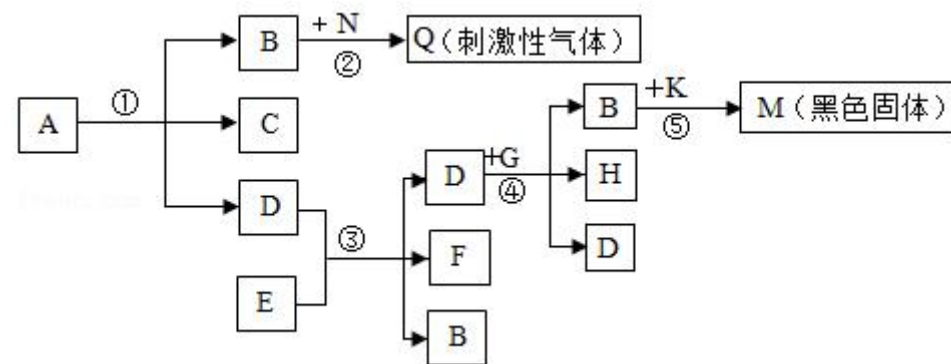 B + N ② Q（刺激性气体）
A ① C
B +K ⑤ M（黑色固体）
D ③ D +G ④ H
F D
E B